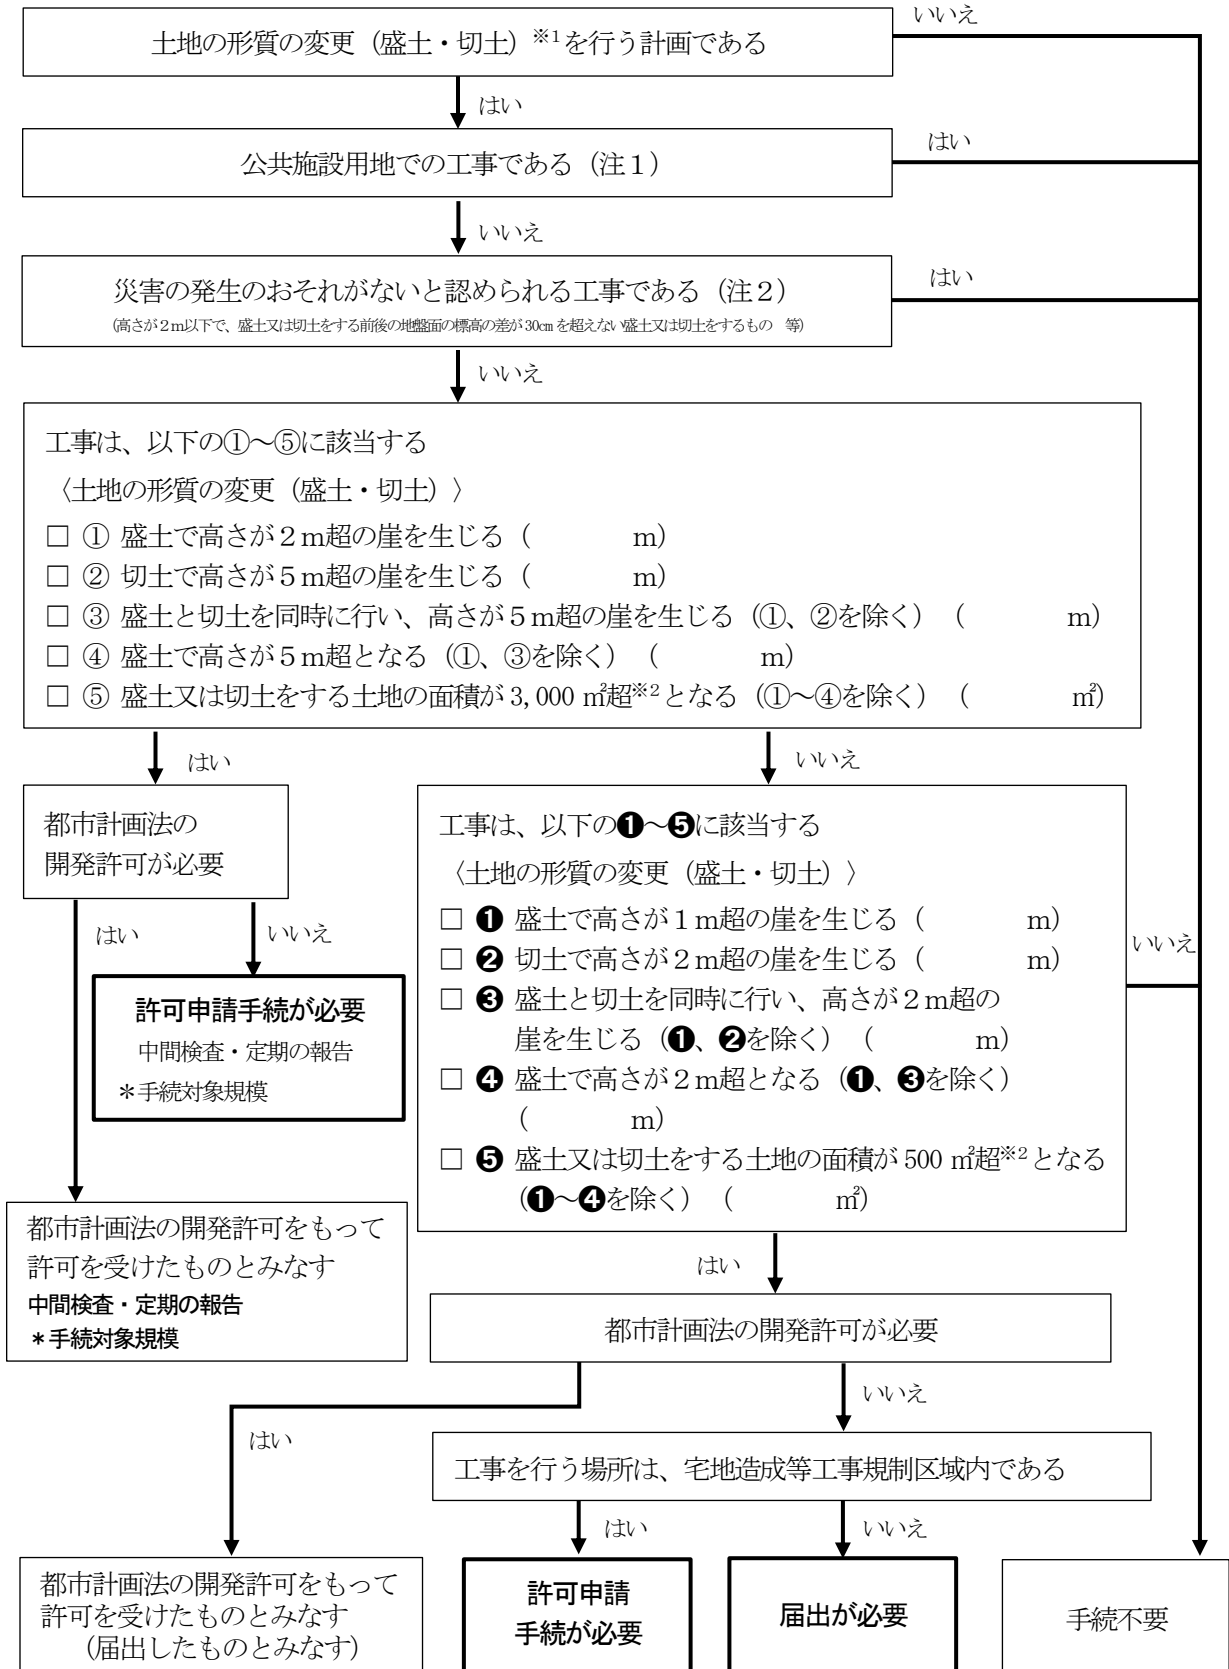 いいえ
土地の形質の変更（盛土・切土）※1を行う計画である
はい
公共施設用地での工事である（注１）
はい
いいえ
災害の発生のおそれがないと認められる工事である（注２）
(高さが２m以下で、盛土又は切土をする前後の地盤面の標高の差が30㎝を超えない盛土又は切土をするもの　等)
はい
いいえ
工事は、以下の①～⑤に該当する
〈土地の形質の変更（盛土・切土）〉
□ ① 盛土で高さが２m超の崖を生じる（　　　　m）
□ ② 切土で高さが５m超の崖を生じる（　　　　m）
□ ③ 盛土と切土を同時に行い、高さが５m超の崖を生じる（①、②を除く）（　　　　m）
□ ④ 盛土で高さが５m超となる（①、③を除く）（　　　　m）
□ ⑤ 盛土又は切土をする土地の面積が3,000 ㎡超※2となる（①～④を除く）（　　　　㎡）
はい
いいえ
都市計画法の
開発許可が必要
はい
いいえ
許可申請手続が必要
中間検査・定期の報告
＊手続対象規模
都市計画法の開発許可をもって
許可を受けたものとみなす
中間検査・定期の報告
＊手続対象規模
工事は、以下の❶～❺に該当する
〈土地の形質の変更（盛土・切土）〉
□ ❶ 盛土で高さが１m超の崖を生じる（　　　　m）
□ ❷ 切土で高さが２m超の崖を生じる（　　　　m）
□ ❸ 盛土と切土を同時に行い、高さが２m超の
崖を生じる（❶、❷を除く）（　　　　m）
□ ❹ 盛土で高さが２m超となる（❶、❸を除く）
（　　　　m）
□ ❺ 盛土又は切土をする土地の面積が500 ㎡超※2となる
（❶～❹を除く）（　　　　㎡）
いいえ
はい
都市計画法の開発許可が必要
はい
いいえ
工事を行う場所は、宅地造成等工事規制区域内である
はい
いいえ
都市計画法の開発許可をもって
許可を受けたものとみなす
（届出したものとみなす）
許可申請
手続が必要
届出が必要
手続不要